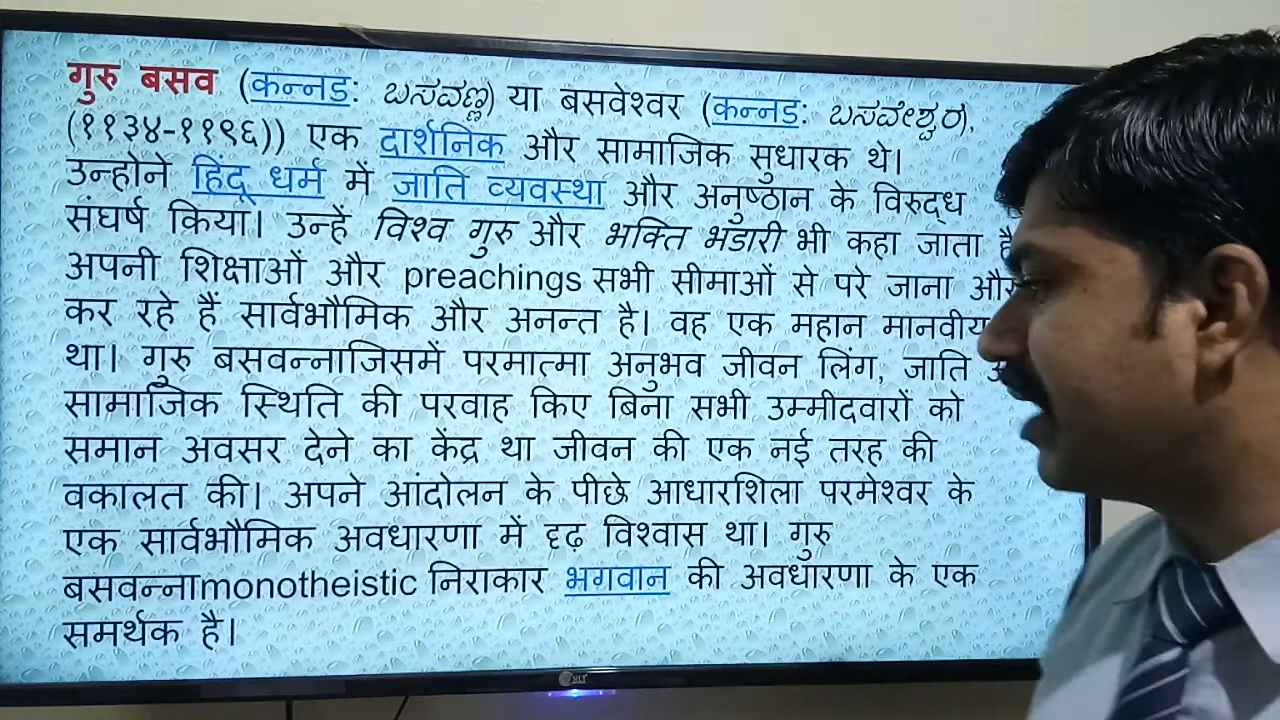 गुरु बसव (कन्नड: ಬಸವಣ್ಣ) या बसवेश्वर (कन्नड: ಬಸವೇಶ್ವರ),
(११३४-११९६)) एक दार्शनिक और सामाजिक सुधारक थे।
उन्होने हिंदू धर्म में जाति व्यवस्था और अनुष्ठान के विरुद्ध
संघर्ष किया। उन्हें विश्व गुरु और भक्ति भंडारी भी कहा जाता है
अपनी शिक्षाओं और preachings सभी सीमाओं से परे जाना और
कर रहे हैं सार्वभौमिक और अनन्त है। वह एक महान मानवीय
था। गुरु बसवन्नाजिसमें परमात्मा अनुभव जीवन लिंग, जाति
सामाजिक स्थिति की परवाह किए बिना सभी उम्मीदवारों को
समान अवसर देने का केंद्र था जीवन की एक नई तरह की
वकालत की। अपने आंदोलन के पीछे आधारशिला परमेश्वर के
एक सार्वभौमिक अवधारणा में दृढ़ विश्वास था। गुरु
बसवन्नाmonotheistic निराकार भगवान की अवधारणा के एक
समर्थक है।